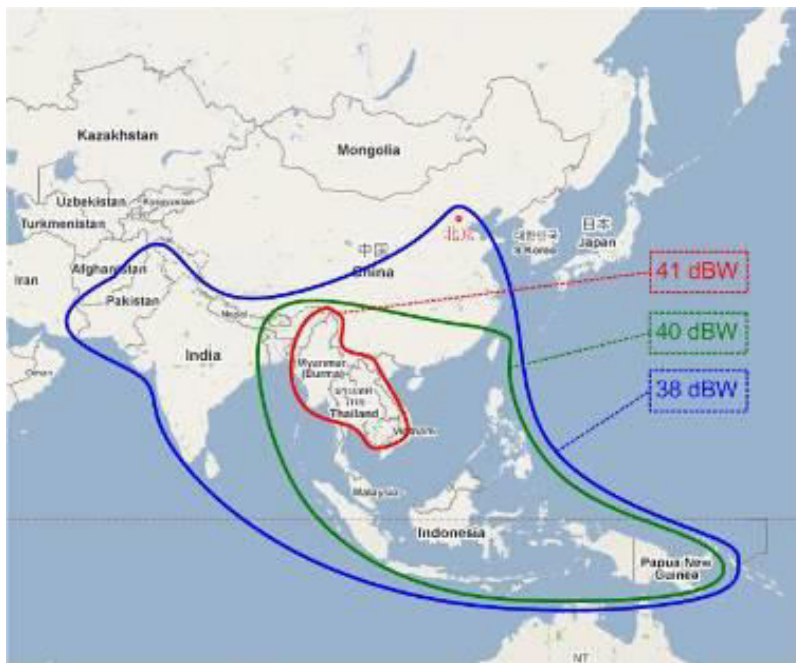 Kazakhstan
Mongolia
Uzbekistan
Kyrgyzstan
Turkmenistan
北京
대한민국
S Korea
日本
Japan
中国
China
Afghanistan
Iran
Pakistan
Nepal
41 dBW
40 dBW
38 dBW
India
Oman
Myanmar
(Burma)
Thailand
Vietnam
Malaysia
Indonesia
Papua New
Guinea
NT